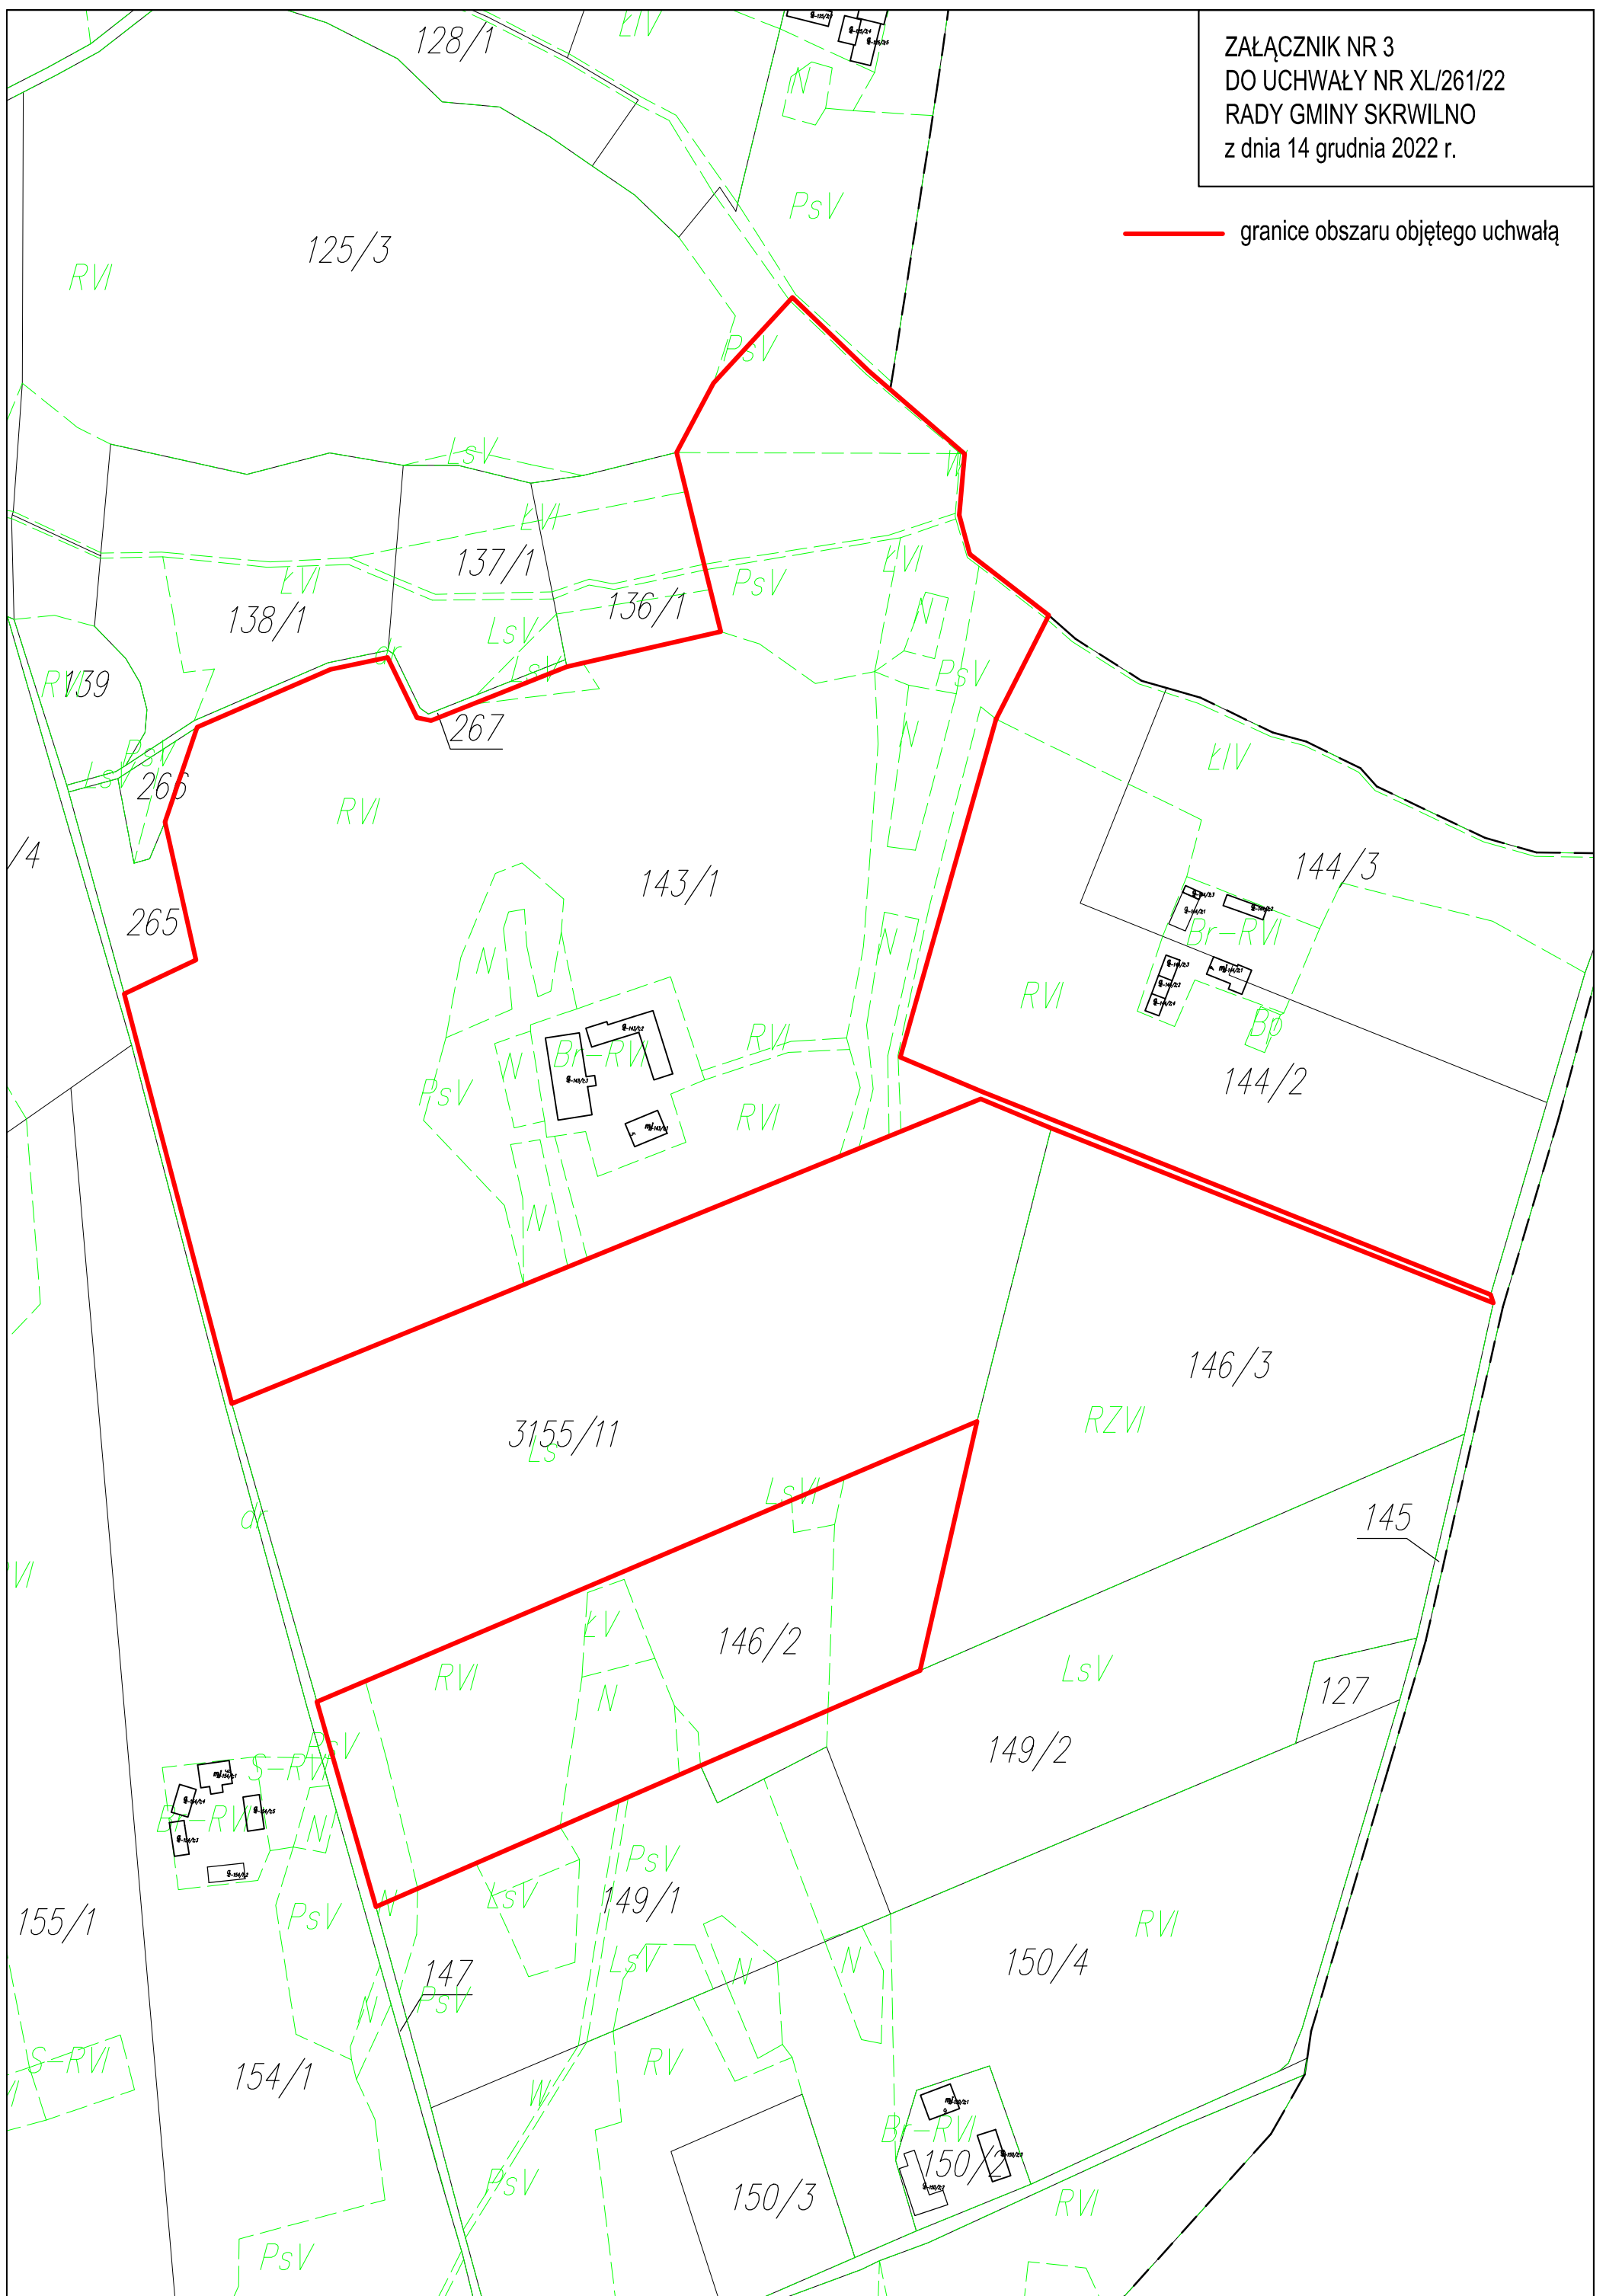 ZAŁĄCZNIK NR 3
DO UCHWAŁY NR XL/261/22
RADY GMINY SKRWILNO
z dnia 14 grudnia 2022 r.
granice obszaru objętego uchwałą
128/1
ŁIV
N
PsV
125/3
RVI
PsV
LsV
W
ŁVI
137/1
ŁVI
PsV
ŁVI
136/1
N
138/1
LsV
dr
LsV
PsV
RVI
139
267
N
PsV
LsV
266
ŁIV
RVI
/4
144/3
143/1
265
Br-RVI
N
N
RVI
Bp
RVI
Br-RVI
N
144/2
PsV
RVI
N
146/3
3155/11
Ls
RZVI
LsVI
dr
145
VI
ŁV
146/2
RVI
LsV
N
127
PsV
149/2
S-RVI
Br-RVI
N
PsV
LsV
149/1
N
155/1
PsV
RVI
LsV
N
N
150/4
147
PsV
N
S-RVI
RV
154/1
W
Br-RVI
150/2
PsV
150/3
RVI
PsV